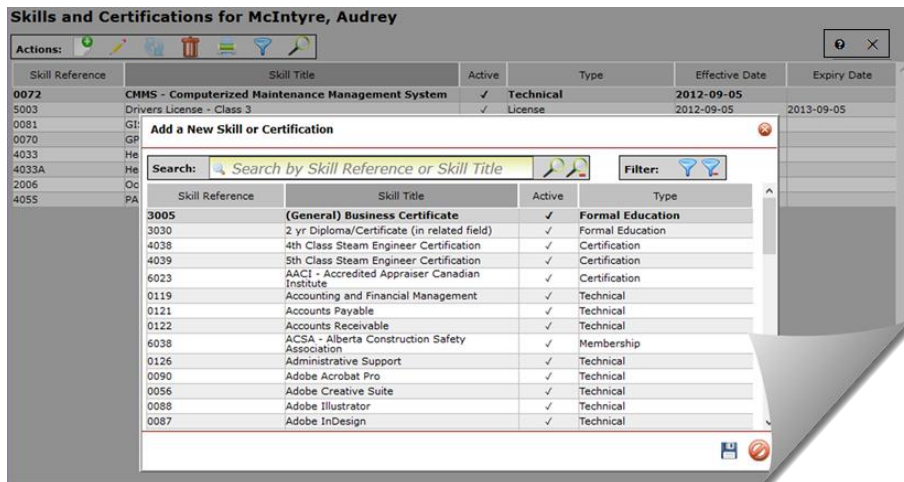 Skills and Certifications for McIntyre, Audrey
Actions:
Skill Reference Skill Title Active Type Effective Date Expiry Date
0072 CMMS - Computerized Maintenance Management System ✓ Technical 2012-09-05
5003 Drivers License - Class 3 ✓ License 2012-09-05 2013-09-05
0081
0070 GP
4033 He
4033A He
2006 Oc
4055 PA
Add a New Skill or Certification
Search: Search by Skill Reference or Skill Title Filter:
Skill Reference Skill Title Active Type
3005 (General) Business Certificate ✓ Formal Education
3030 2 yr Diploma/Certificate (in related field) ✓ Formal Education
4038 4th Class Steam Engineer Certification ✓ Certification
4039 5th Class Steam Engineer Certification ✓ Certification
6023 AACI - Accredited Appraiser Canadian
Institute ✓ Certification
0119 Accounting and Financial Management ✓ Technical
0121 Accounts Payable ✓ Technical
0122 Accounts Receivable ✓ Technical
6038 ACSA - Alberta Construction Safety
Association ✓ Membership
0126 Administrative Support ✓ Technical
0090 Adobe Acrobat Pro ✓ Technical
0056 Adobe Creative Suite ✓ Technical
0088 Adobe Illustrator ✓ Technical
0087 Adobe InDesign ✓ Technical